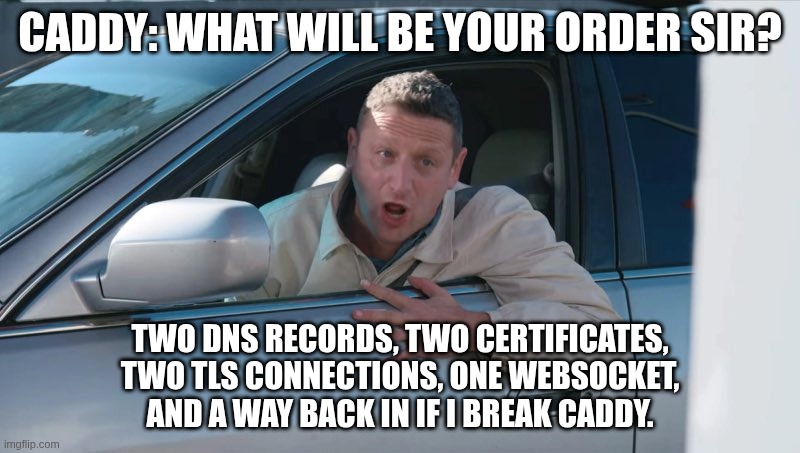 CADDY: WHAT WILL BE YOUR ORDER SIR?
TWO DNS RECORDS, TWO CERTIFICATES,
TWO TLS CONNECTIONS, ONE WEBSOCKET,
AND A WAY BACK IN IF I BREAK CADDY.
imgflip.com